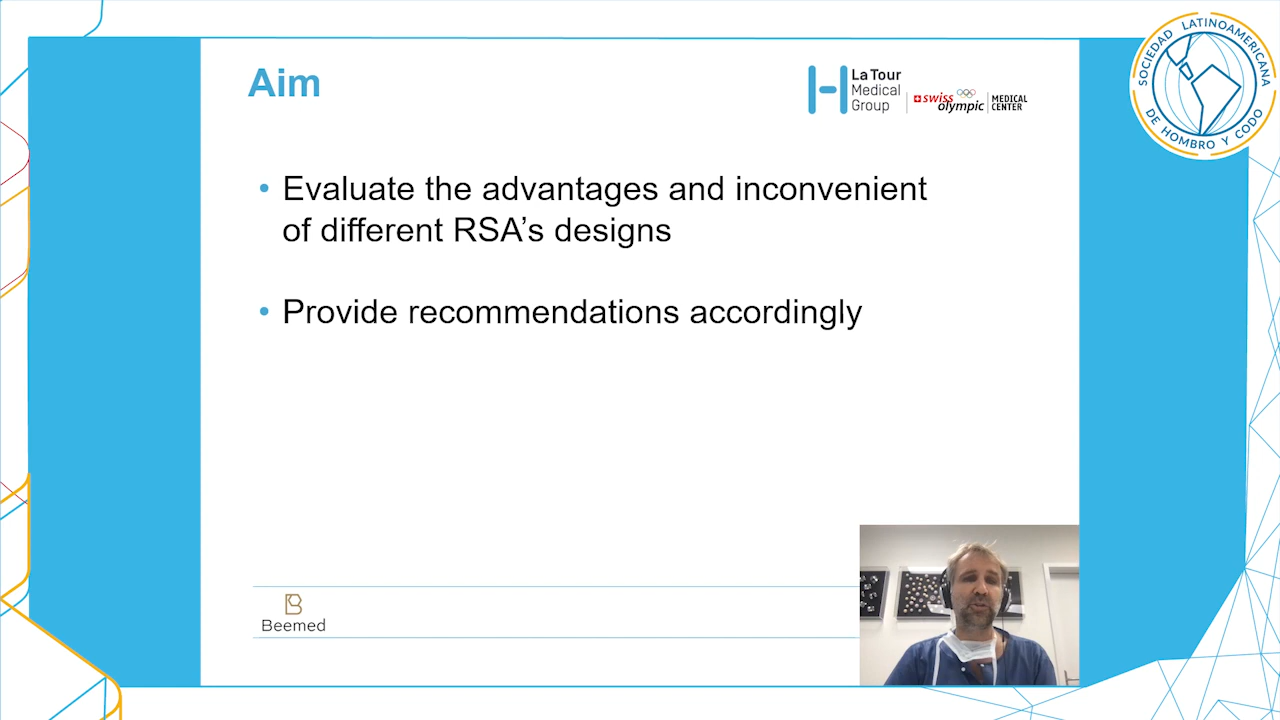 Aim
La Tour
Medical
Group
swiss
olympic
MEDICAL
CENTER
SOCIEDAD LATINOAMERICANA
DE HOMBRO Y CODO
• Evaluate the advantages and inconvenient
of different RSA’s designs
• Provide recommendations accordingly
Beemed